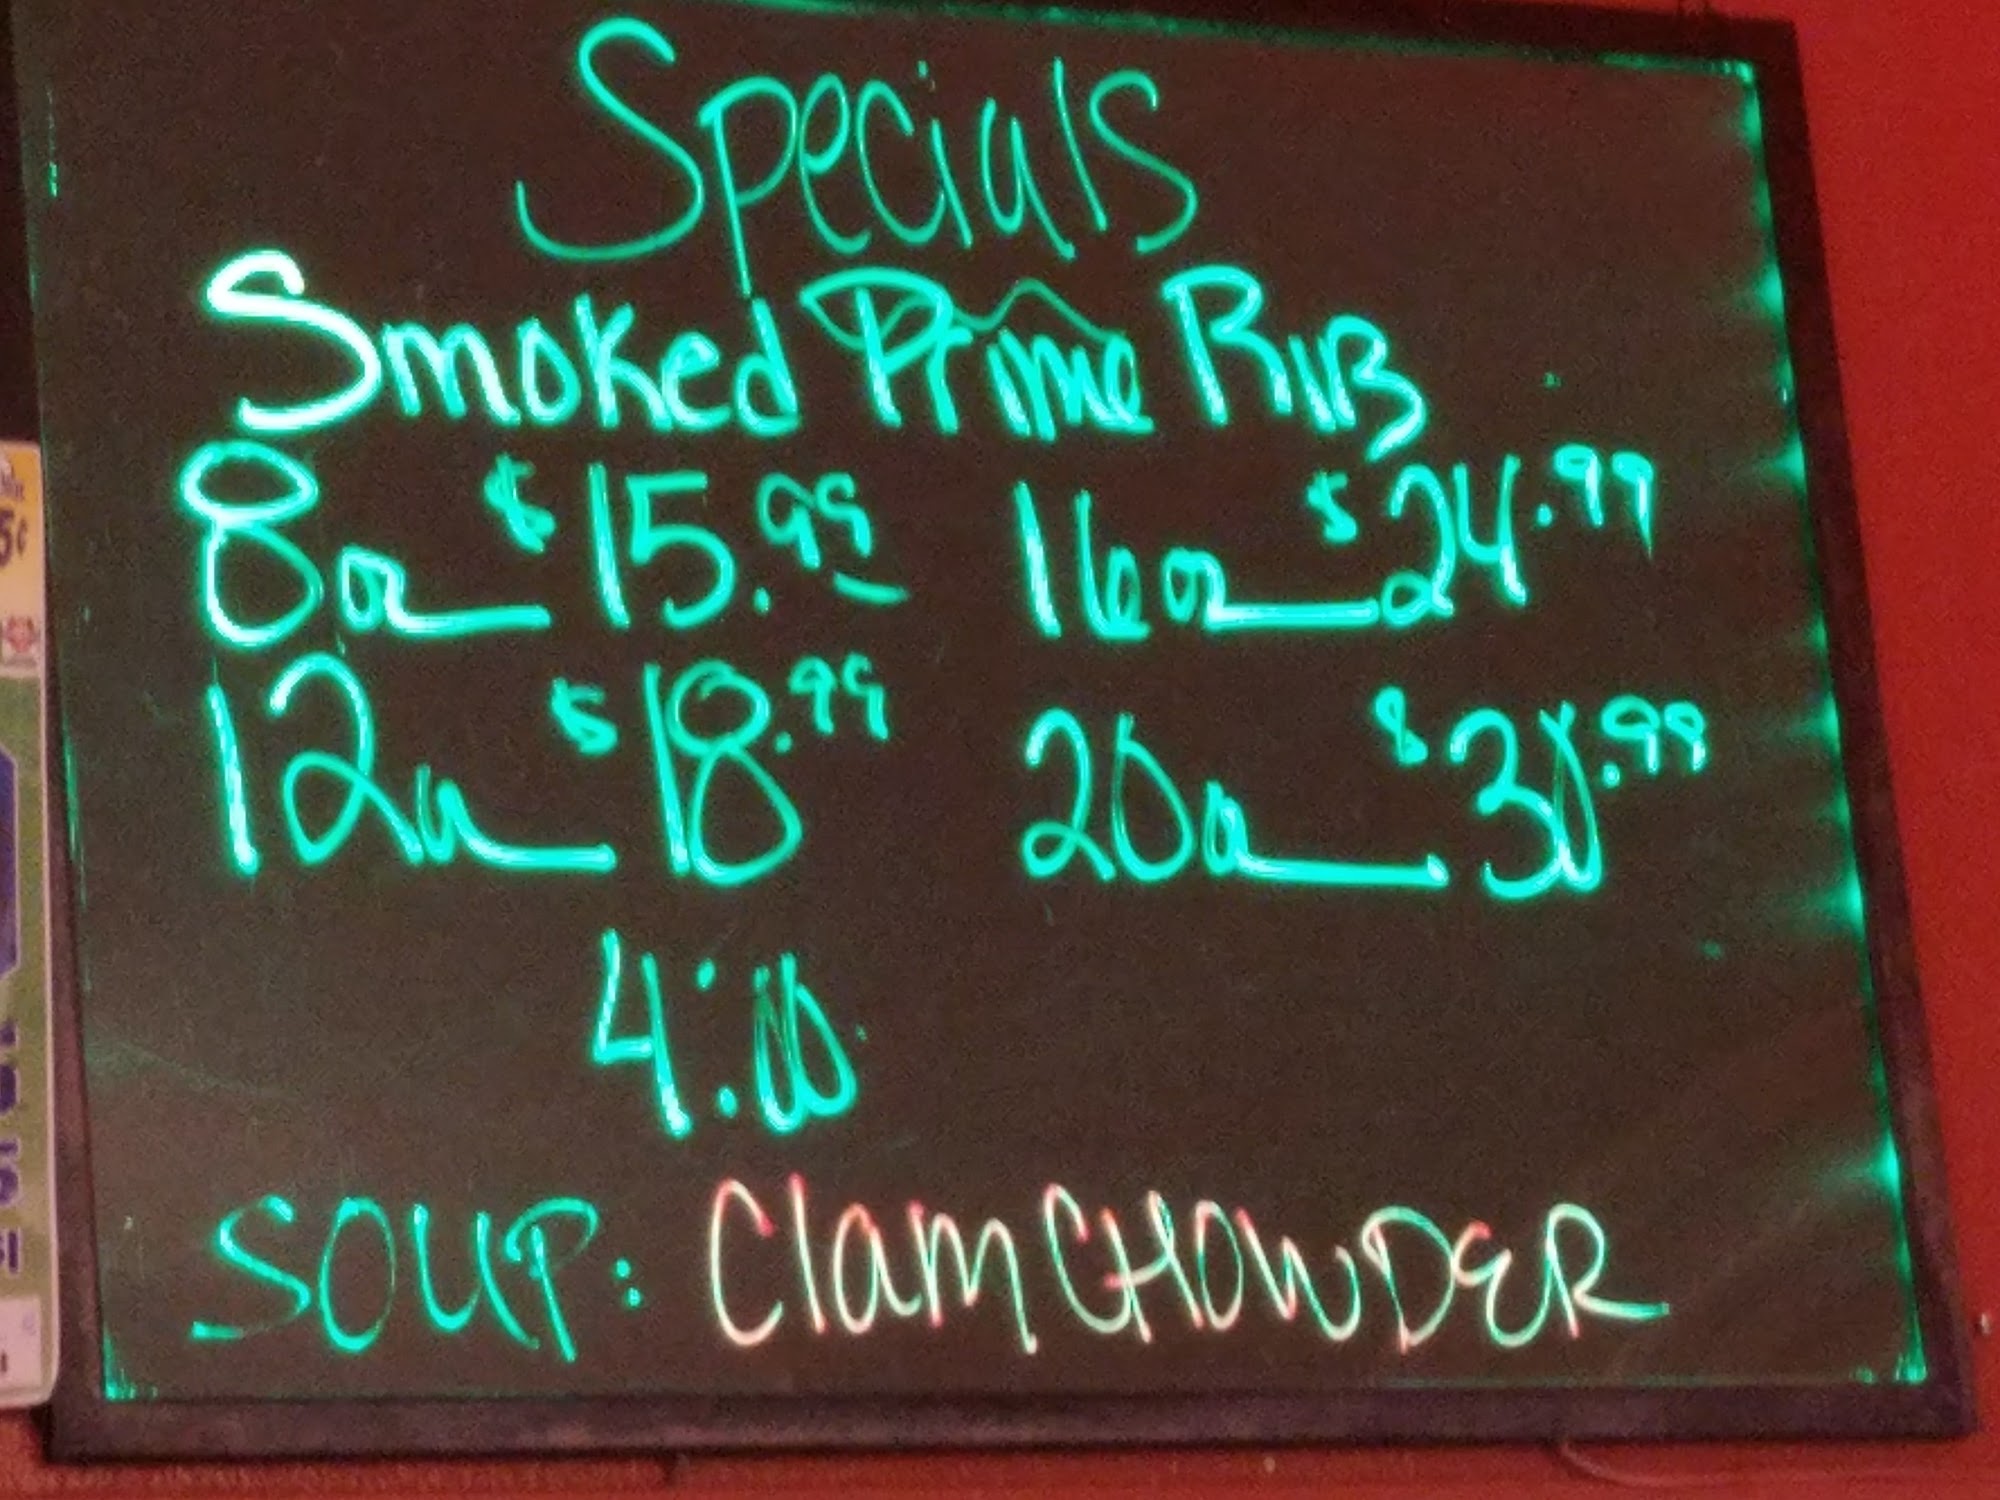 Specials
Smoked Prime Rib
8oz $15.99 16oz $24.99
12oz $18.99 20oz $30.99
4:00
SOUP: Clam CHOWDER
5¢